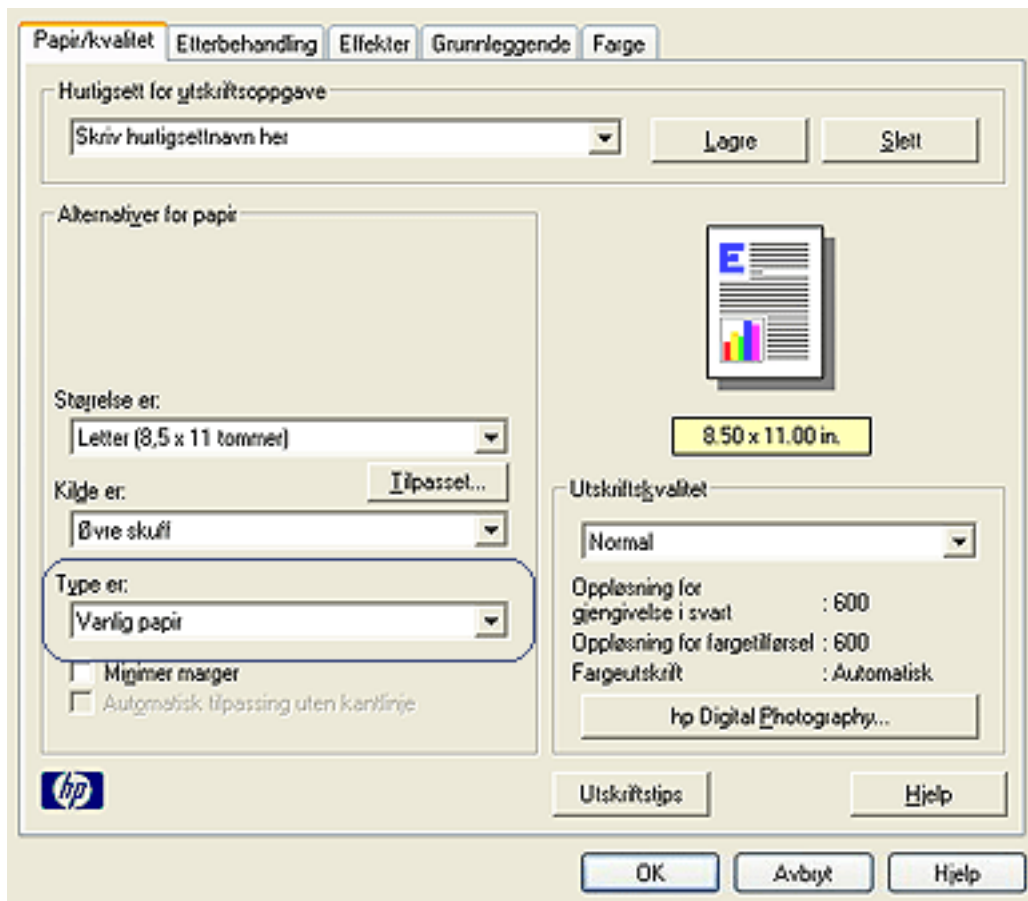 Papir/kvalitet Etterbehandling Effekter Grunnleggende Farge
Hurtigsett for utskriftsoppgave
Skriv hurtigsettnavn her Lagre Slett
Alternativer for papir
E
Størrelse er:
Letter (8,5 x 11 tommer)
8.50 x 11.00 in.
Tilpasset...
Kilde er:
Øvre skuff
Utskriftskvalitet
Normal
Type er:
Vanlig papir
Oppløsning for
gjengivelse i svart : 600
Oppløsning for fargetilførsel : 600
Minimer marger
Fargeutskrift : Automatisk
Automatisk tilpassing uten kantlinje
hp Digital Photography...
hp
Utskriftstips Hjelp
OK Avbryt Hjelp